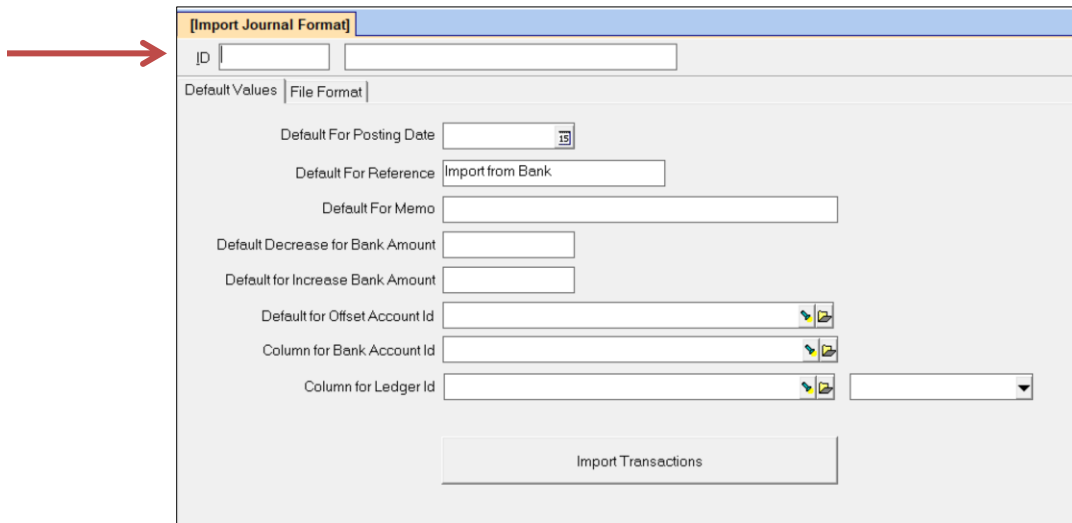 [Import Journal Format]
ID
Default Values File Format
Default For Posting Date 15
Default For Reference Import from Bank
Default For Memo
Default Decrease for Bank Amount
Default for Increase Bank Amount
Default for Offset Account Id
Column for Bank Account Id
Column for Ledger Id
Import Transactions